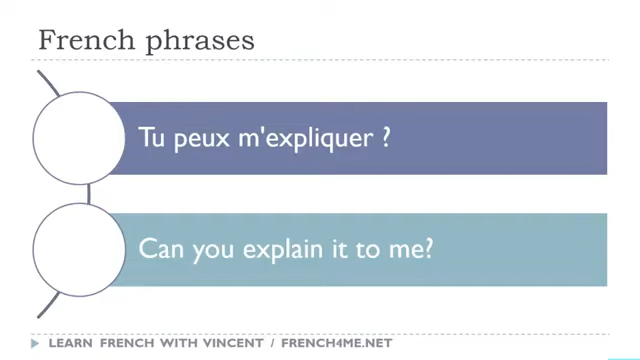 French phrases
Tu peux m'expliquer ?
Can you explain it to me?
LEARN FRENCH WITH VINCENT / FRENCH4ME.NET